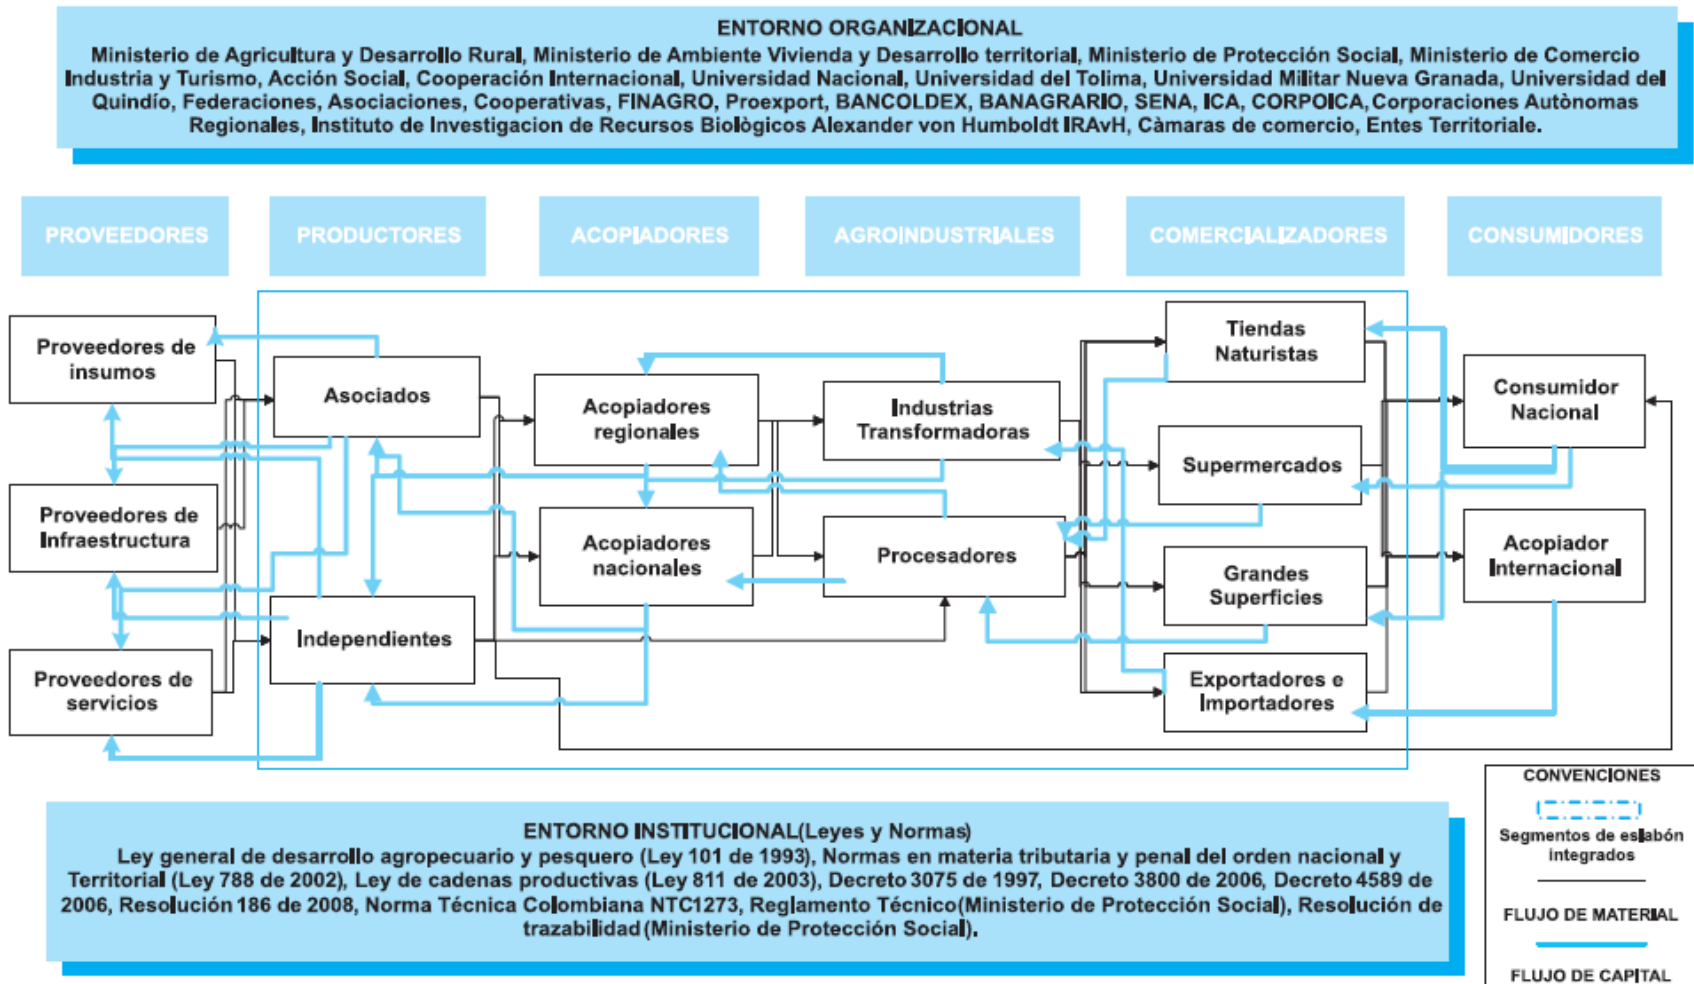 ENTORNO ORGANIZACIONAL
Ministerio de Agricultura y Desarrollo Rural, Ministerio de Ambiente Vivienda y Desarrollo territorial, Ministerio de Protección Social, Ministerio de Comercio
Industria y Turismo, Acción Social, Cooperación Internacional, Universidad Nacional, Universidad del Tolima, Universidad Militar Nueva Granada, Universidad del
Quindío, Federaciones, Asociaciones, Cooperativas, FINAGRO, Proexport, BANCOLDEX, BANAGRARIO, SENA, ICA, CORPOICA, Corporaciones Autònomas
Regionales, Instituto de Investigacion de Recursos Biològicos Alexander von Humboldt IRAvH, Càmaras de comercio, Entes Territoriale.
PROVEEDORES
PRODUCTORES
ACOPIADORES
AGROINDUSTRIALES
COMERCIALIZADORES
CONSUMIDORES
Proveedores de
insumos
Proveedores de
Infraestructura
Proveedores de
servicios
Asociados
Independientes
Acopiadores
regionales
Acopiadores
nacionales
Industrias
Transformadoras
Procesadores
Tiendas
Naturistas
Supermercados
Grandes
Superficies
Exportadores e
Importadores
Consumidor
Nacional
Acopiador
Internacional
ENTORNO INSTITUCIONAL(Leyes y Normas)
Ley general de desarrollo agropecuario y pesquero (Ley 101 de 1993), Normas en materia tributaria y penal del orden nacional y
Territorial (Ley 788 de 2002), Ley de cadenas productivas (Ley 811 de 2003), Decreto 3075 de 1997, Decreto 3800 de 2006, Decreto 4589 de
2006, Resolución 186 de 2008, Norma Técnica Colombiana NTC1273, Reglamento Técnico(Ministerio de Protección Social), Resolución de
trazabilidad(Ministerio de Protección Social).
CONVENCIONES
Segmentos de eslabón
integrados
FLUJO DE MATERIAL
FLUJO DE CAPITAL